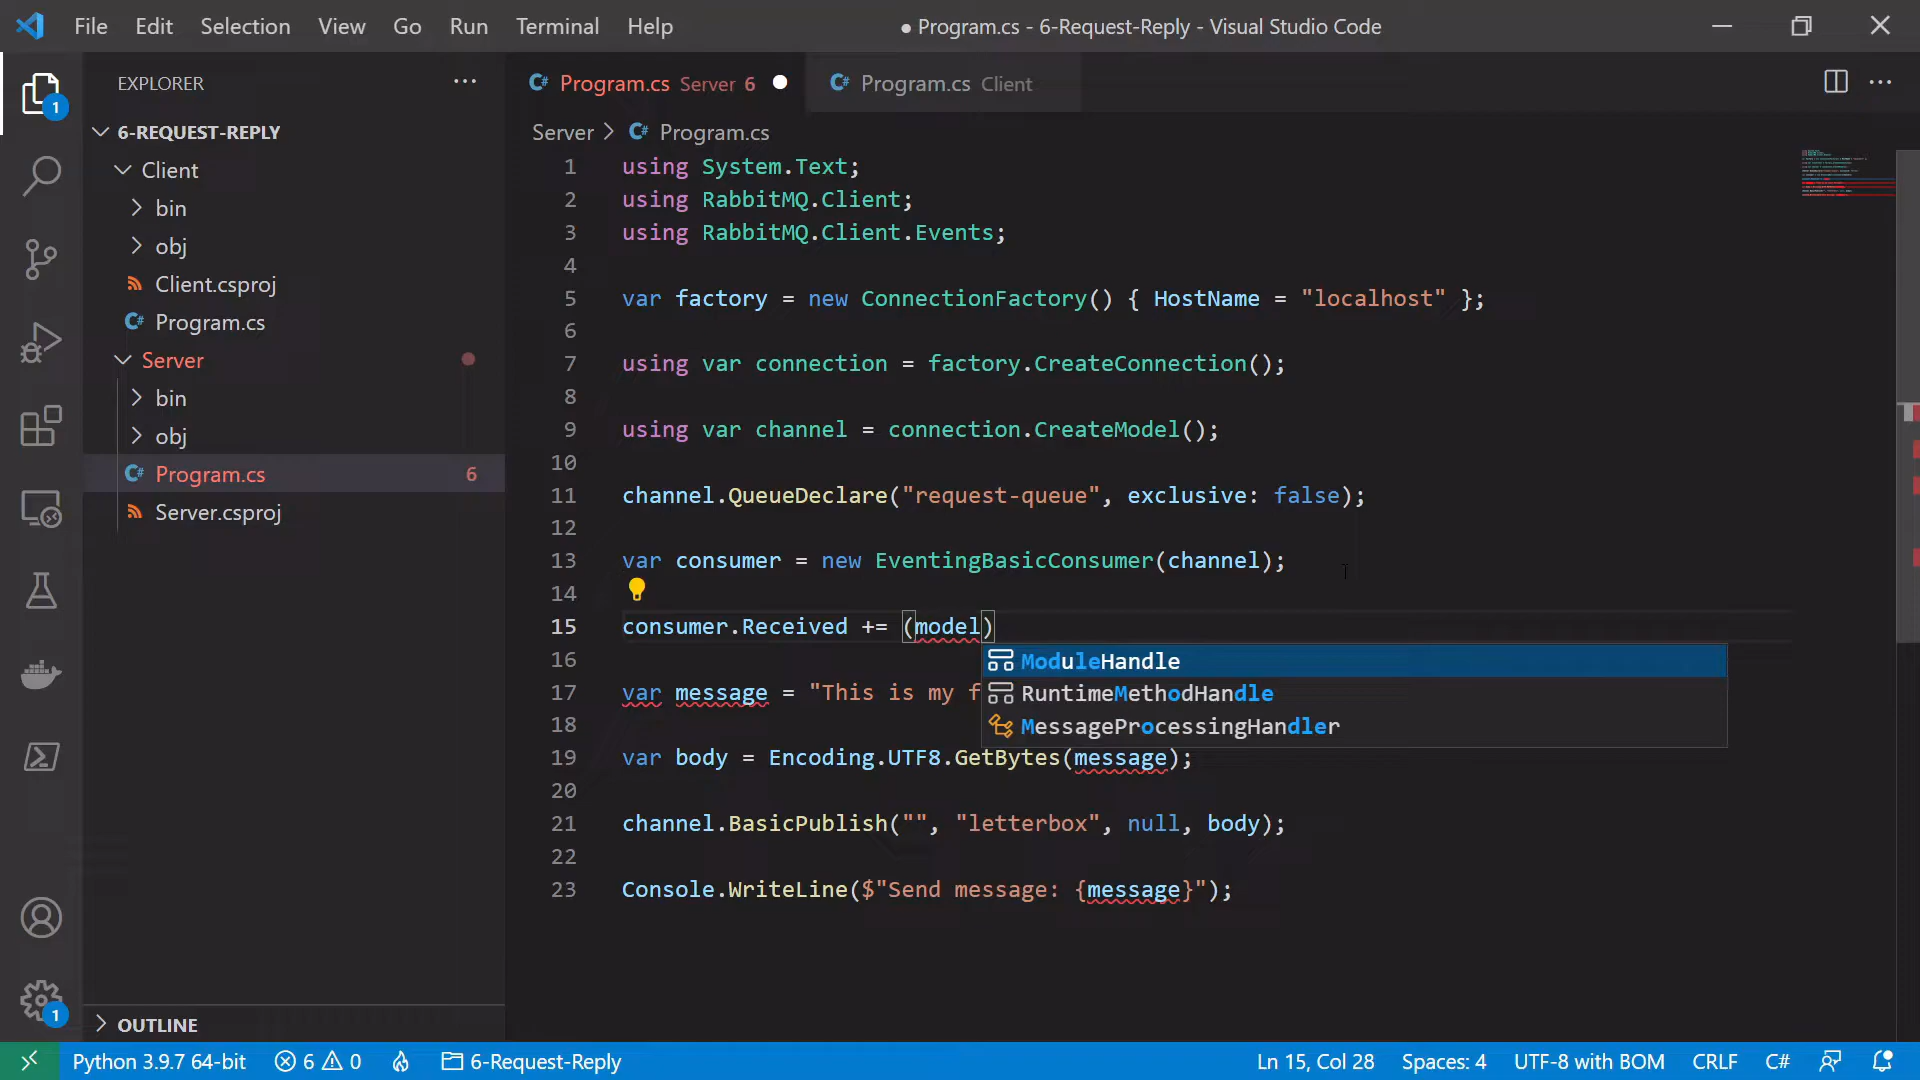 File Edit Selection View Go Run Terminal Help
● Program.cs - 6-Request-Reply - Visual Studio Code
EXPLORER
6-REQUEST-REPLY
Client
bin
obj
Client.csproj
Program.cs
Server
bin
obj
Program.cs 6
Server.csproj
OUTLINE
1
1
Program.cs Server 6
Program.cs Client
Server > Program.cs
1 using System.Text;
2 using RabbitMQ.Client;
3 using RabbitMQ.Client.Events;
4
5 var factory = new ConnectionFactory() { HostName = "localhost" };
6
7 using var connection = factory.CreateConnection();
8
9 using var channel = connection.CreateModel();
10
11 channel.QueueDeclare("request-queue", exclusive: false);
12
13 var consumer = new EventingBasicConsumer(channel);
14
15 consumer.Received += (model)
16
17 var message = "This is my f
18
19 var body = Encoding.UTF8.GetBytes(message);
20
21 channel.BasicPublish("", "letterbox", null, body);
22
23 Console.WriteLine($"Send message: {message}");
ModuleHandle
RuntimeMethodHandle
MessageProcessingHandler
Python 3.9.7 64-bit 6 0 6-Request-Reply Ln 15, Col 28 Spaces: 4 UTF-8 with BOM CRLF C#